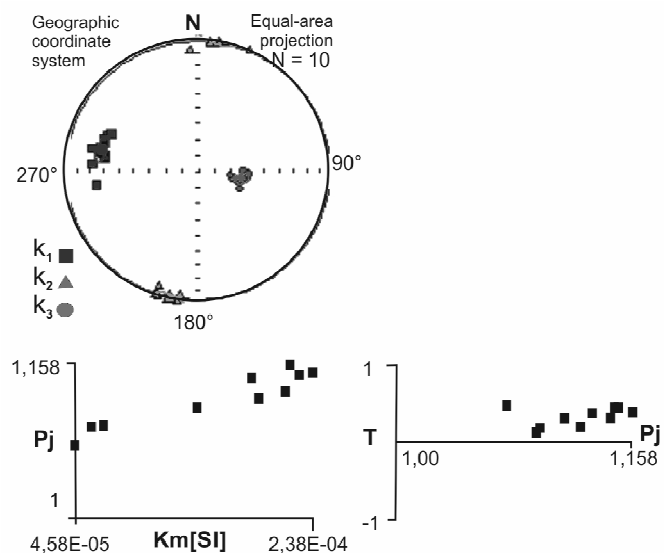 Geographic
coordinate
system
N
Equal-area
projection
N = 10
270°
90°
180°
k₁
k₂
k₃
1,158
Pj
1
4,58E-05
Km[SI]
2,38E-04
1
T
-1
1,00
Pj
1,158